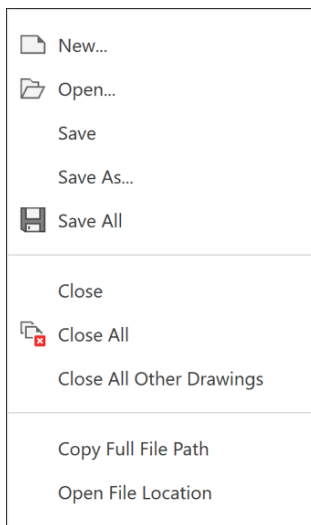 New...
Open...
Save
Save As...
Save All
Close
Close All
Close All Other Drawings
Copy Full File Path
Open File Location